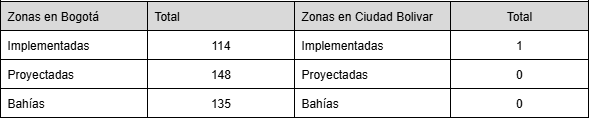 Zonas en Bogotá Total Zonas en Ciudad Bolivar Total
Implementadas 114 Implementadas 1
Proyectadas 148 Proyectadas 0
Bahías 135 Bahías 0